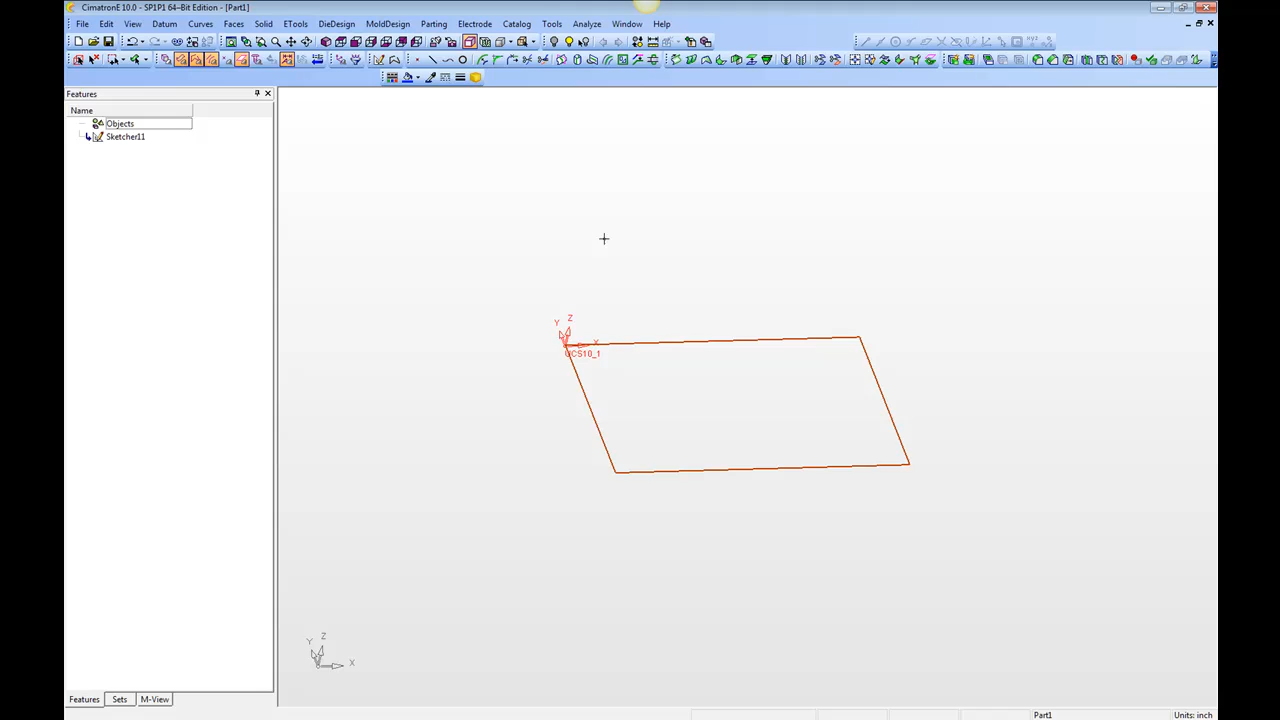 CimatronE 10.0 - SP1P1 64-Bit Edition - [Part1]
File Edit View Datum Curves Faces Solid ETools DieDesign MoldDesign Parting Electrode Catalog Tools Analyze Window Help
Features
Name
Objects
Sketcher11
Y Z
X
UCS10_1
Y Z
X
Features Sets M-View
Part1 Units: inch